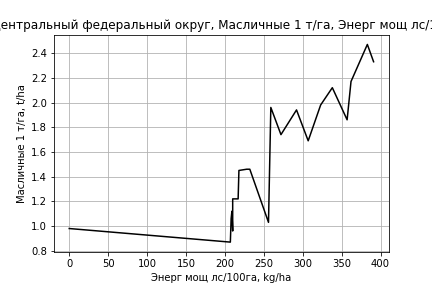 ентральный федеральный округ, Масличные 1 т/га, Энерг мощ лс/1
2.4
2.2
2.0
1.8
1.6
1.4
1.2
1.0
0.8
Масличные 1 т/га, t/ha
0 50 100 150 200 250 300 350 400
Энерг мощ лс/100га, kg/ha